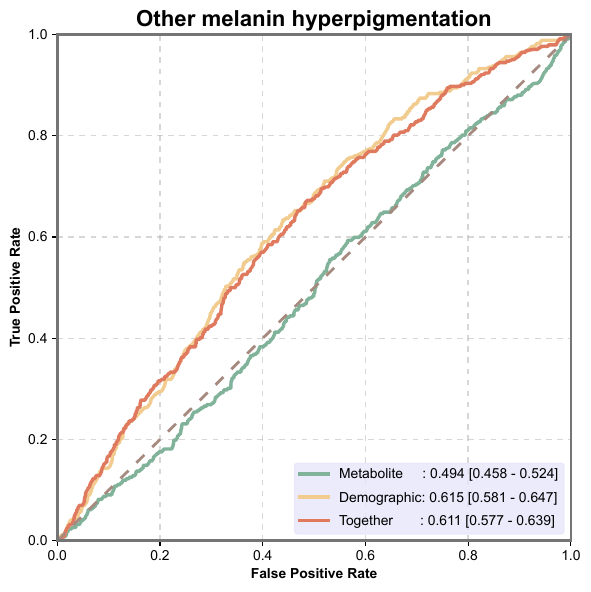 Other melanin hyperpigmentation
1.0
0.8
0.6
0.4
0.2
0.0
True Positive Rate
Metabolite : 0.494 [0.458 - 0.524]
Demographic: 0.615 [0.581 - 0.647]
Together : 0.611 [0.577 - 0.639]
0.0 0.2 0.4 0.6 0.8 1.0
False Positive Rate